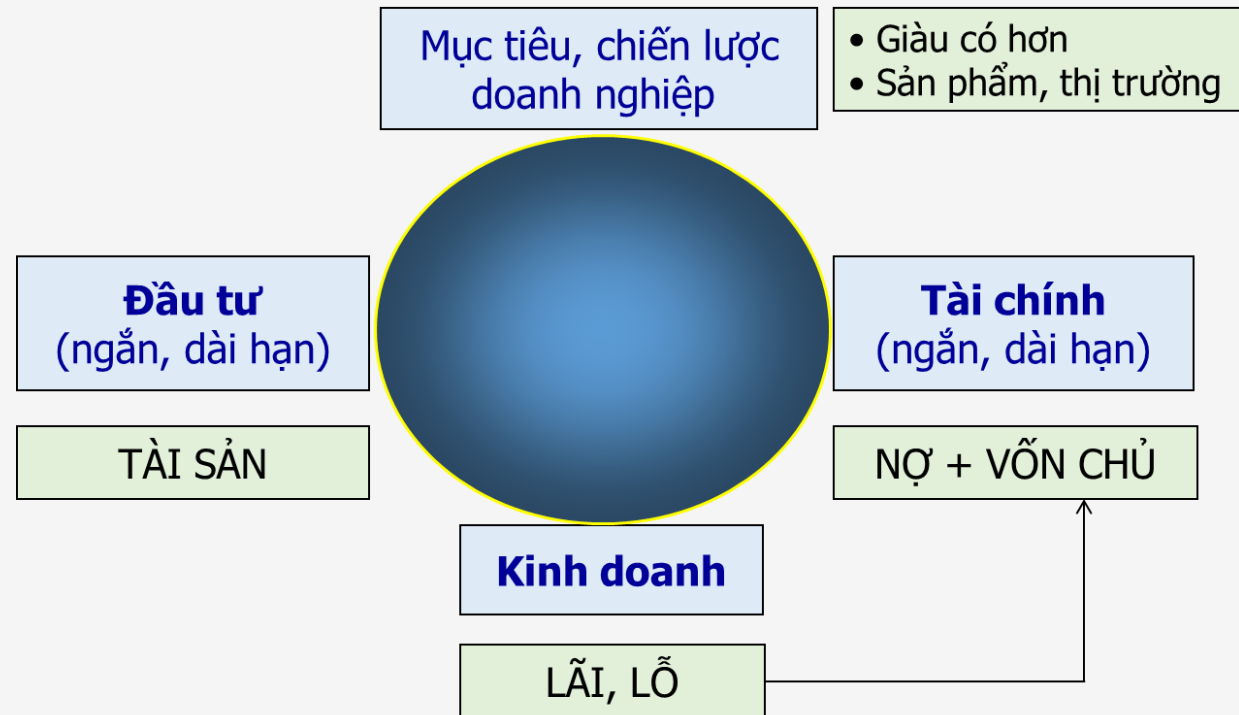 Mục tiêu, chiến lược
doanh nghiệp
• Giàu có hơn
• Sản phẩm, thị trường
Đầu tư
(ngắn, dài hạn)
Tài chính
(ngắn, dài hạn)
TÀI SẢN
NỢ + VỐN CHỦ
Kinh doanh
LÃI, LỖ